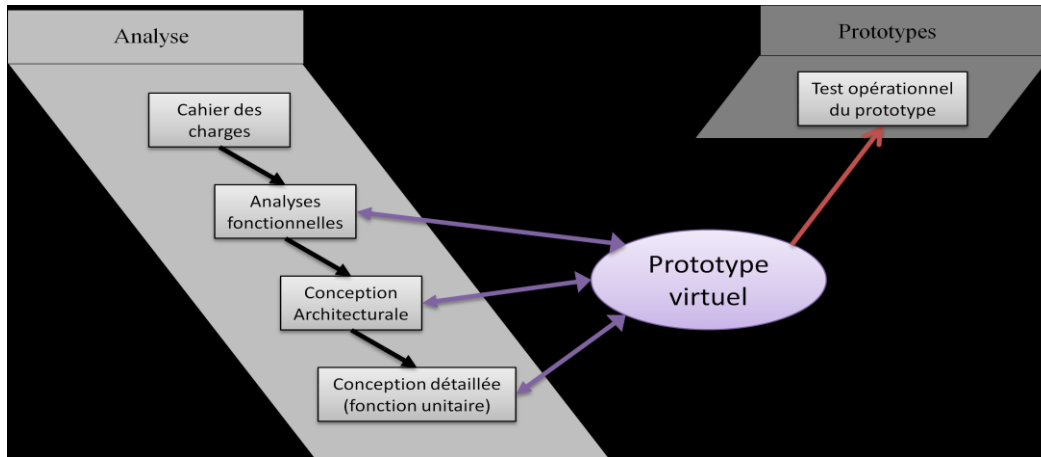 Analyse
Prototypes
Cahier des
charges
Test opérationnel
du prototype
Analyses
fonctionnelles
Prototype
virtuel
Conception
Architecturale
Conception détaillée
(fonction unitaire)